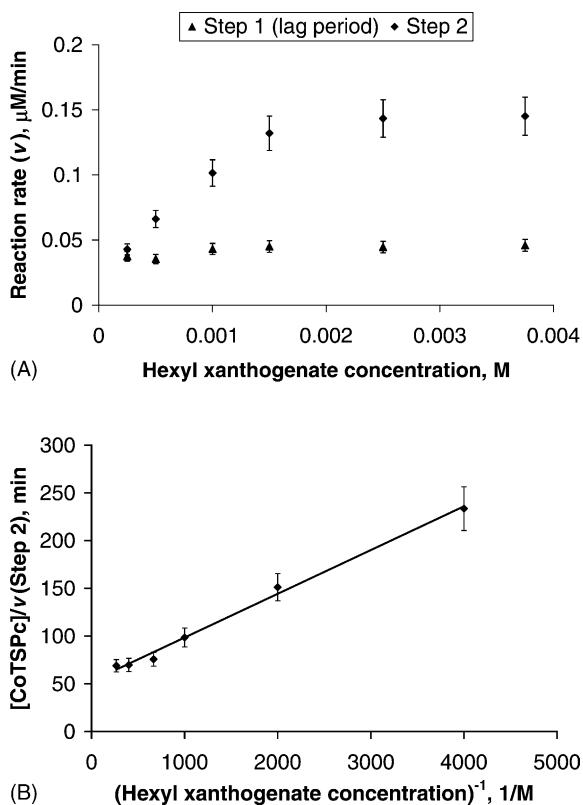 ▲ Step 1 (lag period) ◆ Step 2
0.2
0.15
0.1
0.05
0
Reaction rate (v), μM/min
0 0.001 0.002 0.003 0.004
Hexyl xanthogenate concentration, M
(A)
300
250
200
150
100
50
0
[CoTSPc]/v (Step 2), min
0 1000 2000 3000 4000 5000
(Hexyl xanthogenate concentration)⁻¹, 1/M
(B)